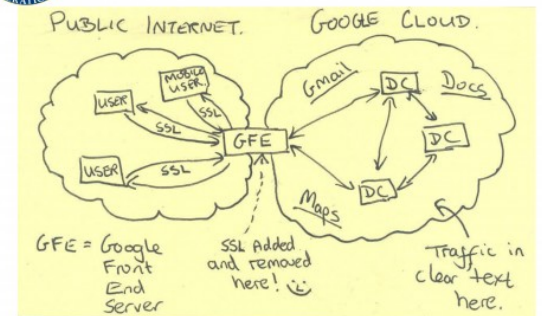 PUBLIC INTERNET.
GOOGLE CLOUD.
MOBILE
USER.
USER
SSL
SSL
USER
SSL
GFE
Gmail
DC
Docs
DC
DC
Maps
GFE = Google
Front
End
Server
SSL Added
and removed
here!
Traffic in
clear text
here.